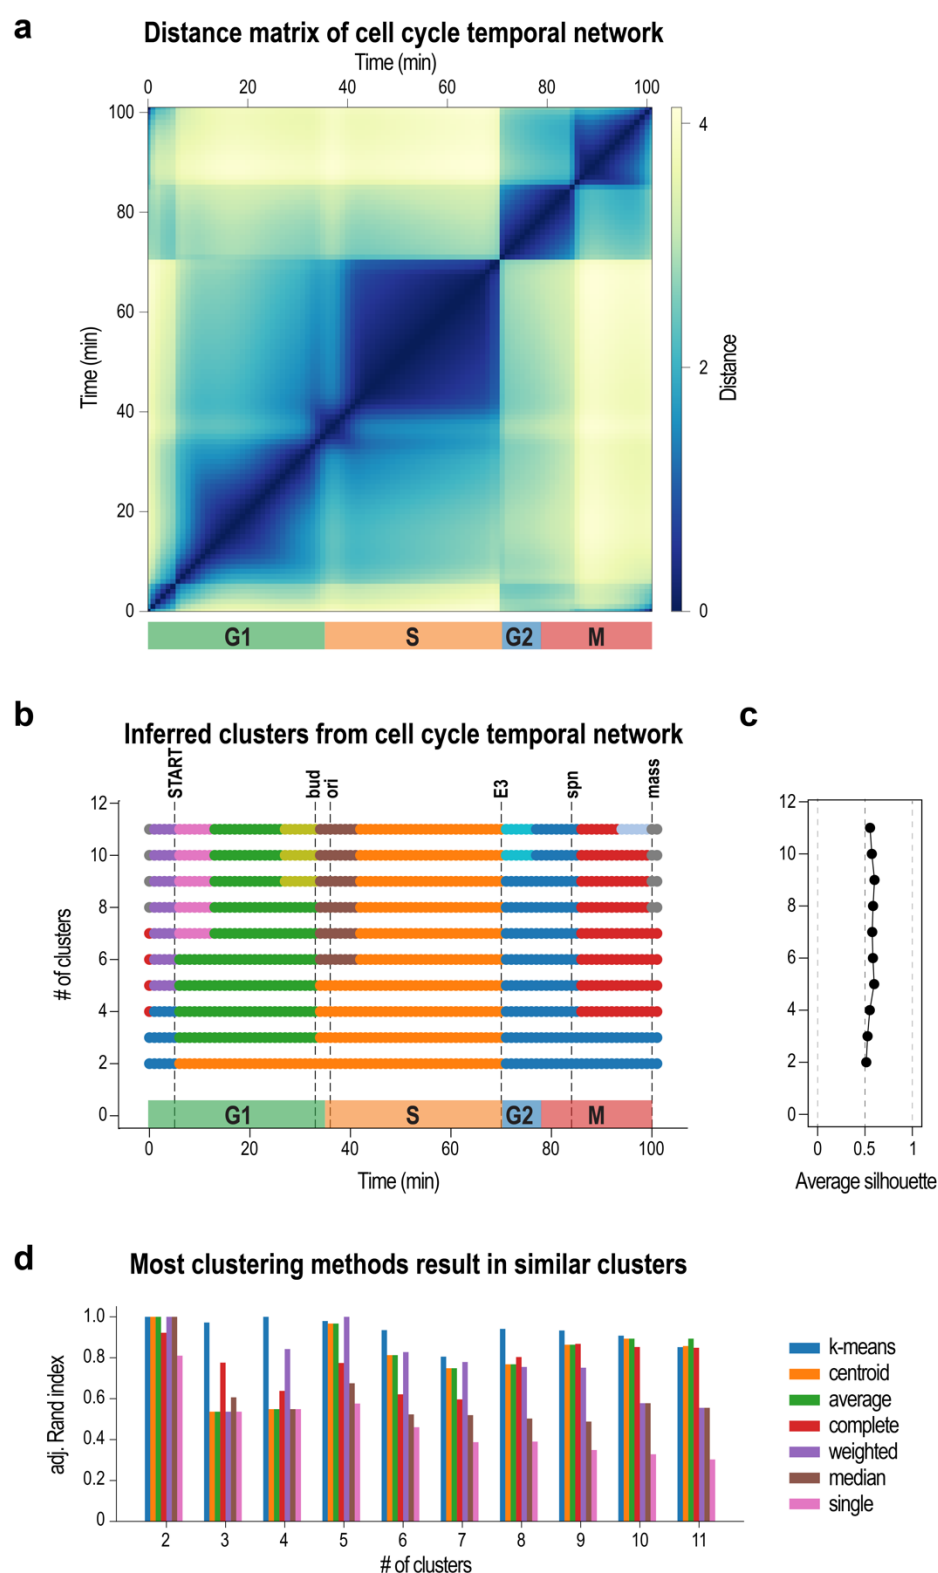 a
Distance matrix of cell cycle temporal network
Time (min)
0 20 40 60 80 100
100
80
60
40
20
0
Time (min)
4
2
0
Distance
G1 S G2 M
b
Inferred clusters from cell cycle temporal network
START bud ori E3 spn mass
12
10
8
6
4
2
0
# of clusters
G1 S G2 M
0 20 40 60 80 100
Time (min)
c
12
10
8
6
4
2
0
0 0.5 1
Average silhouette
d
Most clustering methods result in similar clusters
1.0
0.8
0.6
0.4
0.2
0
adj. Rand index
2 3 4 5 6 7 8 9 10 11
# of clusters
k-means
centroid
average
complete
weighted
median
single